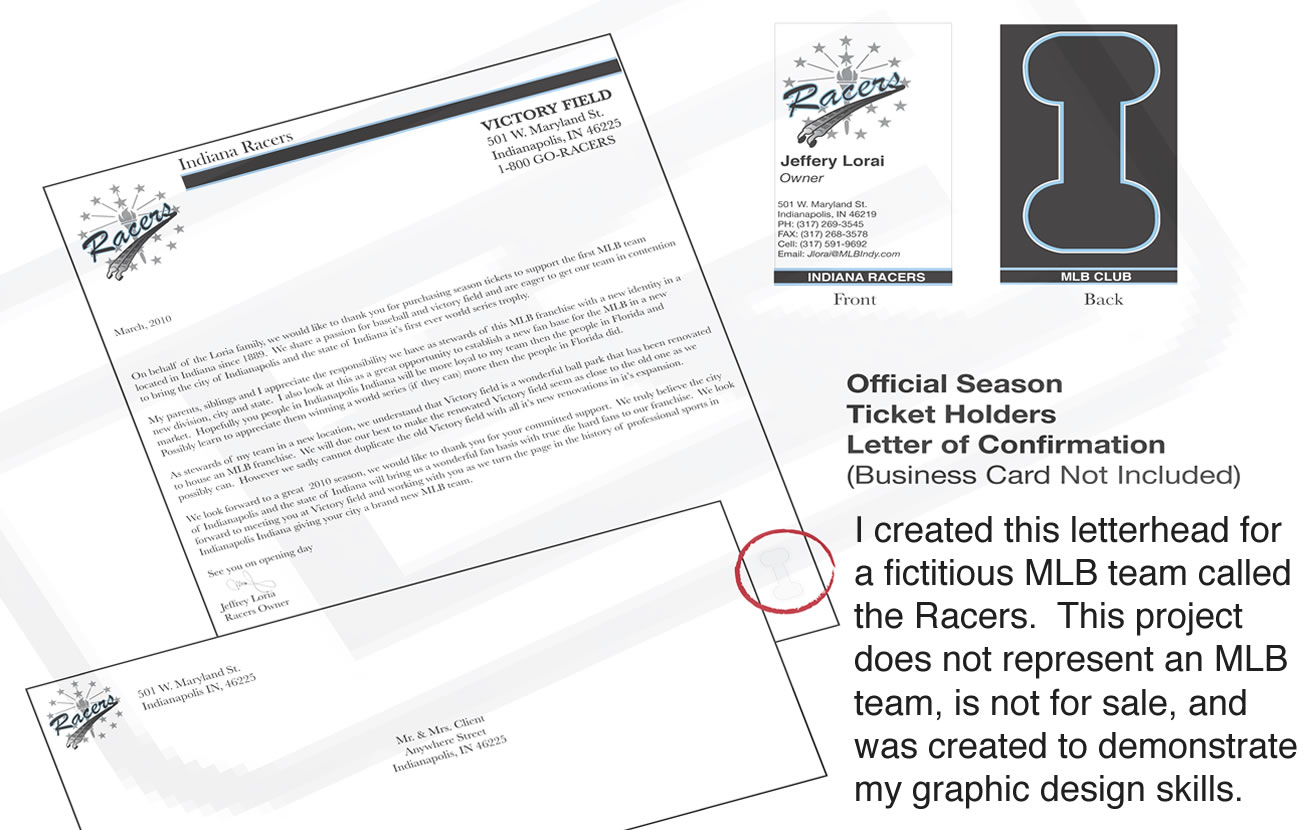 Indiana Racers
VICTORY FIELD
501 W. Maryland St.
Indianapolis, IN 46225
1-800 GO-RACERS
Racers
March, 2010
On behalf of the Loria family, we would like to thank you for purchasing season tickets to support the first MLB team
located in Indiana since 1889. We share a passion for baseball and victory field and are eager to get our team in contention
to bring the city of Indianapolis and the state of Indiana it's first ever world series trophy.
My parents, siblings and I appreciate the responsibility we have as stewards of this MLB franchise with a new identity in a
new division, city and state. I also look at this as a great opportunity to establish a new fan base for the MLB in a new
market. Hopefully you people in Indianapolis Indiana will be more loyal to my team then the people in Florida and
Possibly learn to appreciate them winning a world series (if they can) more then the people in Florida did.
As stewards of my team in a new location, we understand that Victory field is a wonderful ball park that has been renovated
to house an MLB franchise. We will due our best to make the renovated Victory field seem as close to the old one as we
possibly can. However we sadly cannot duplicate the old Victory field with all it's new renovations in it's expansion.
We look forward to a great 2010 season, we would like to thank you for your committed support. We truly believe the city
of Indianapolis and the state of Indiana will bring us a wonderful fan basis with true die hard fans to our franchise. We look
forward to meeting you at Victory field and working with you as we turn the page in the history of professional sports in
Indianapolis Indiana giving your city a brand new MLB team.
See you on opening day
Jeffrey Loria
Racers Owner
Racers
501 W. Maryland St.
Indianapolis IN, 46225
Mr. & Mrs. Client
Anywhere Street
Indianapolis, IN 46225
Racers
Jeffery Lorai
Owner
501 W. Maryland St.
Indianapolis, IN 46219
PH: (317) 269-3545
FAX: (317) 268-3578
Cell: (317) 591-9692
Email: Jlorai@MLBIndy.com
INDIANA RACERS
Front
MLB CLUB
Back
Official Season
Ticket Holders
Letter of Confirmation
(Business Card Not Included)
I created this letterhead for
a fictitious MLB team called
the Racers. This project
does not represent an MLB
team, is not for sale, and
was created to demonstrate
my graphic design skills.